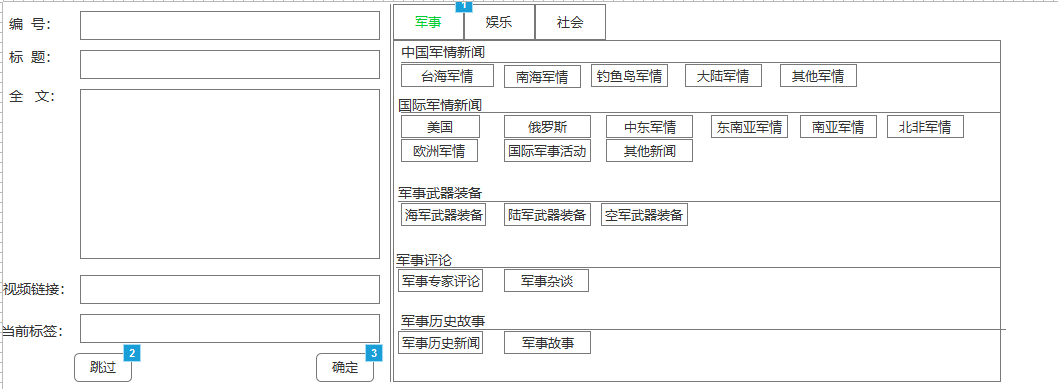 编 号：
标 题：
全 文：
视频链接：
当前标签：
跳过 2
确定 3
1
军事 娱乐 社会
中国军情新闻
台海军情 南海军情 钓鱼岛军情 大陆军情 其他军情
国际军情新闻
美国 俄罗斯 中东军情 东南亚军情 南亚军情 北非军情
欧洲军情 国际军事活动 其他新闻
军事武器装备
海军武器装备 陆军武器装备 空军武器装备
军事评论
军事专家评论 军事杂谈
军事历史故事
军事历史新闻 军事故事